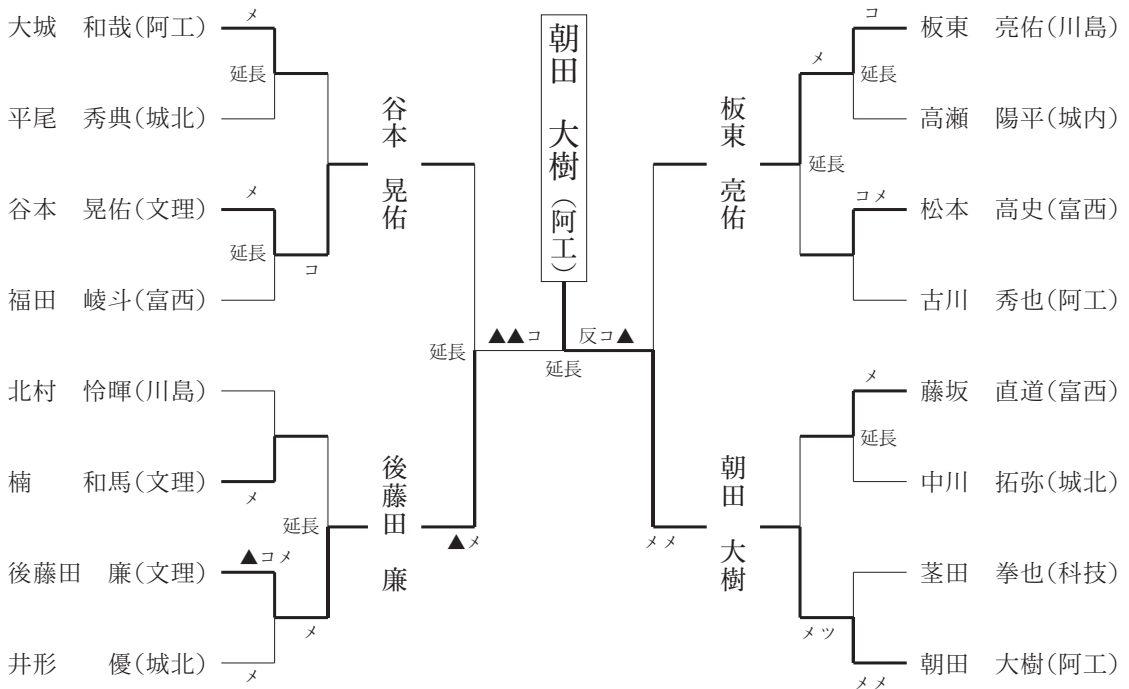 大城　和哉(阿工)
メ
延長
平尾　秀典(城北)
谷本　晃佑(文理)
メ
延長
コ
福田　崚斗(富西)
谷本　晃佑
北村　怜暉(川島)
楠　　和馬(文理)
メ
延長
後藤田　廉(文理)
▲コメ
メ
井形　　優(城北)
メ
後藤田　廉
延長
▲メ
朝田　大樹(阿工)
▲▲コ
反コ▲
延長
板東　亮佑
メ
延長
コ
板東　亮佑(川島)
延長
高瀬　陽平(城内)
コメ
松本　高史(富西)
古川　秀也(阿工)
朝田　大樹
メメ
メ
藤坂　直道(富西)
延長
中川　拓弥(城北)
茎田　拳也(科技)
メツ
朝田　大樹(阿工)
メメ